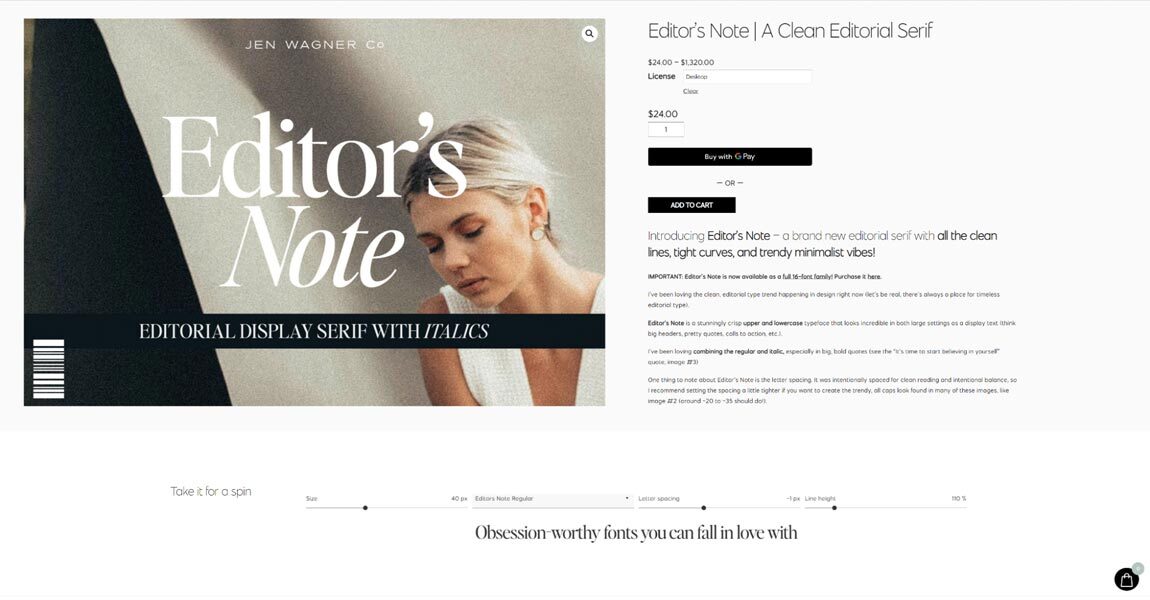 JEN WAGNER Co
Editor's
Note
EDITORIAL DISPLAY SERIF WITH ITALICS
Editor's Note | A Clean Editorial Serif
$24.00 – $1,320.00
License
Desktop
Clear
$24.00
1
Buy with G Pay
— OR —
ADD TO CART
Introducing Editor's Note – a brand new editorial serif with all the clean
lines, tight curves, and trendy minimalist vibes!
IMPORTANT: Editor's Note is now available as a full 16-font family! Purchase it here.
I've been loving the clean, editorial type trend happening in design right now (let's be real, there's always a place for timeless
editorial type).
Editor's Note is a stunningly crisp upper and lowercase typeface that looks incredible in both large settings as a display text (think
big headers, pretty quotes, calls to action, etc.).
I've been loving combining the regular and italic, especially in big, bold quotes (see the "it's time to start believing in yourself"
quote, image #3)
One thing to note about Editor's Note is the letter spacing. It was intentionally spaced for clean reading and intentional balance, so
I recommend setting the spacing a little tighter if you want to create the trendy, all caps look found in many of these images, like
image #2 (around -20 to -35 should do!).
Take it for a spin
Size 40 px
Editors Note Regular
Letter spacing -1 px
Line height 110 %
Obsession-worthy fonts you can fall in love with
0